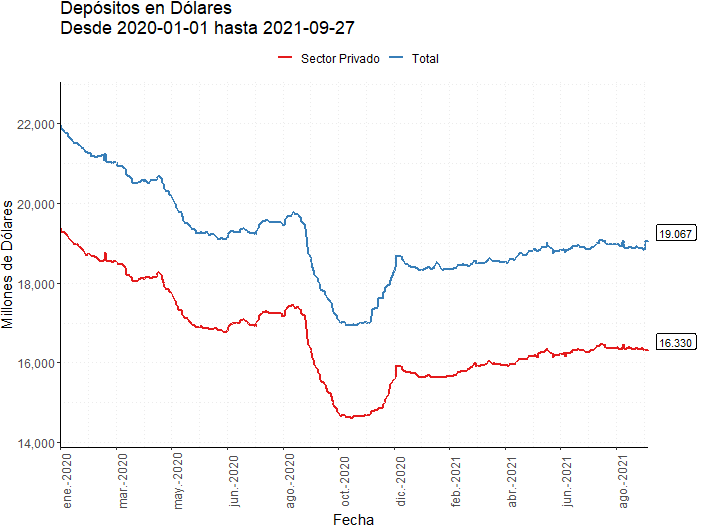 Depósitos en Dólares
Desde 2020-01-01 hasta 2021-09-27
Sector Privado Total
Millones de Dólares
22,000
20,000
18,000
16,000
14,000
19.067
16.330
ene.-2020
mar.-2020
may.-2020
jun.-2020
ago.-2020
oct.-2020
dic.-2020
feb.-2021
abr.-2021
jun.-2021
ago.-2021
Fecha